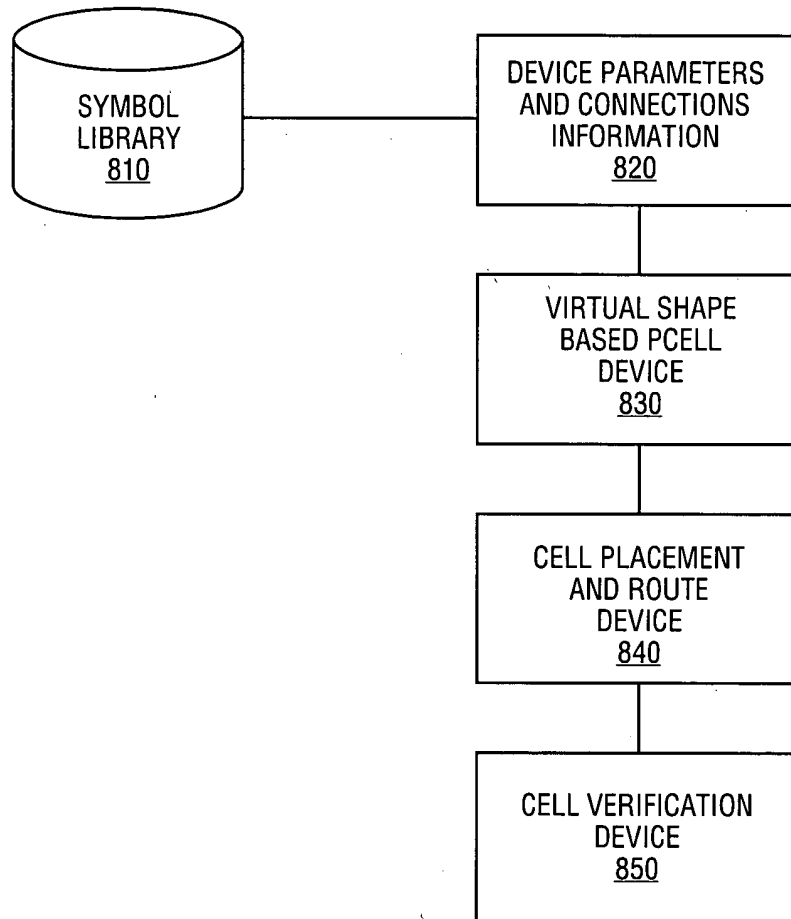 SYMBOL
LIBRARY
810
DEVICE PARAMETERS
AND CONNECTIONS
INFORMATION
820
VIRTUAL SHAPE
BASED PCELL
DEVICE
830
CELL PLACEMENT
AND ROUTE
DEVICE
840
CELL VERIFICATION
DEVICE
850